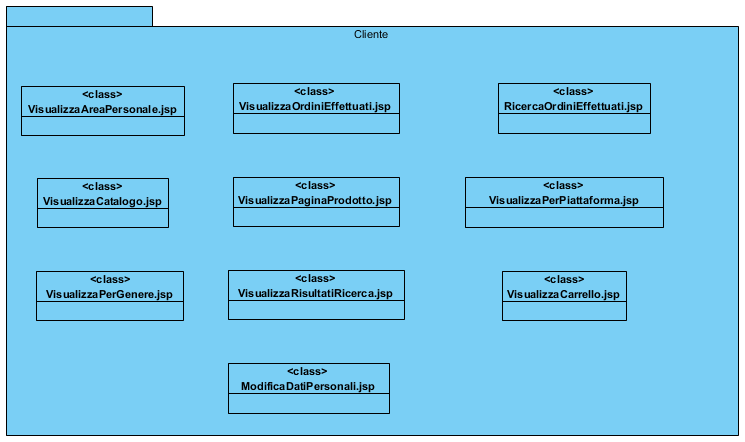 Cliente
<class>
VisualizzaAreaPersonale.jsp
<class>
VisualizzaOrdiniEffettuati.jsp
<class>
RicercaOrdiniEffettuati.jsp
<class>
VisualizzaCatalogo.jsp
<class>
VisualizzaPaginaProdotto.jsp
<class>
VisualizzaPerPiattaforma.jsp
<class>
VisualizzaPerGenere.jsp
<class>
VisualizzaRisultatiRicerca.jsp
<class>
VisualizzaCarrello.jsp
<class>
ModificaDatiPersonali.jsp